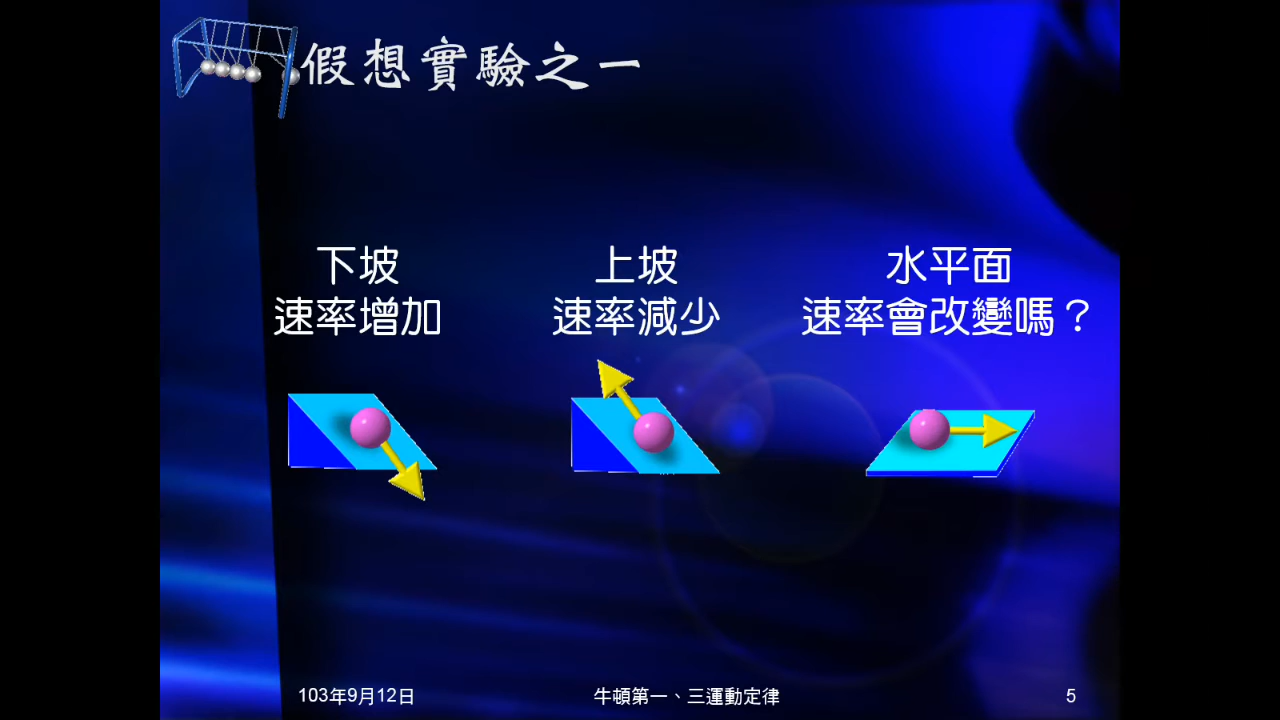 假想實驗之一
下坡
速率增加
上坡
速率減少
水平面
速率會改變嗎？
103年9月12日
牛頓第一、三運動定律
5